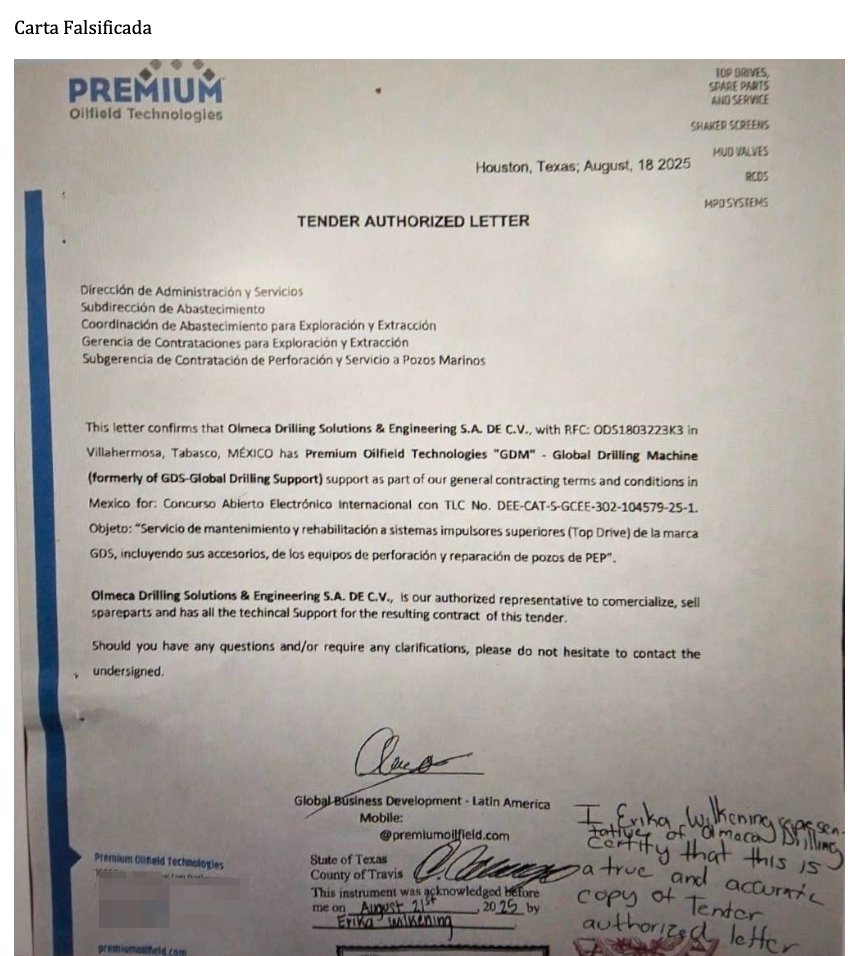 Carta Falsificada
PREMIUM
Oilfield Technologies
TOP DRIVES,
SPARE PARTS
AND SERVICE
SHAKER SCREENS
MUD VALVES
RCDS
MPD SYSTEMS
Houston, Texas; August, 18 2025
TENDER AUTHORIZED LETTER
Dirección de Administración y Servicios
Subdirección de Abastecimiento
Coordinación de Abastecimiento para Exploración y Extracción
Gerencia de Contrataciones para Exploración y Extracción
Subgerencia de Contratación de Perforación y Servicio a Pozos Marinos
This letter confirms that Olmeca Drilling Solutions & Engineering S.A. DE C.V., with RFC: ODS1803223K3 in
Villahermosa, Tabasco, MÉXICO has Premium Oilfield Technologies "GDM" - Global Drilling Machine
(formerly of GDS-Global Drilling Support) support as part of our general contracting terms and conditions in
Mexico for: Concurso Abierto Electrónico Internacional con TLC No. DEE-CAT-S-GCEE-302-104579-25-1.
Objeto: "Servicio de mantenimiento y rehabilitación a sistemas impulsores superiores (Top Drive) de la marca
GDS, incluyendo sus accesorios, de los equipos de perforación y reparación de pozos de PEP".
Olmeca Drilling Solutions & Engineering S.A. DE C.V., is our authorized representative to comercialize, sell
spareparts and has all the techincal Support for the resulting contract of this tender.
Should you have any questions and/or require any clarifications, please do not hesitate to contact the
undersigned.
Global Business Development - Latin America
Mobile:
@premiumoilfield.com
State of Texas
County of Travis
This instrument was acknowledged before
me on August 21st, 2025 by
Erika Wilkening
I Erika Wilkening represen-
tative of Olmeca Drilling
certify that this is
a true and accurate
copy of Tender
authorized letter
Premium Oilfield Technologies
premiumoilfield.com